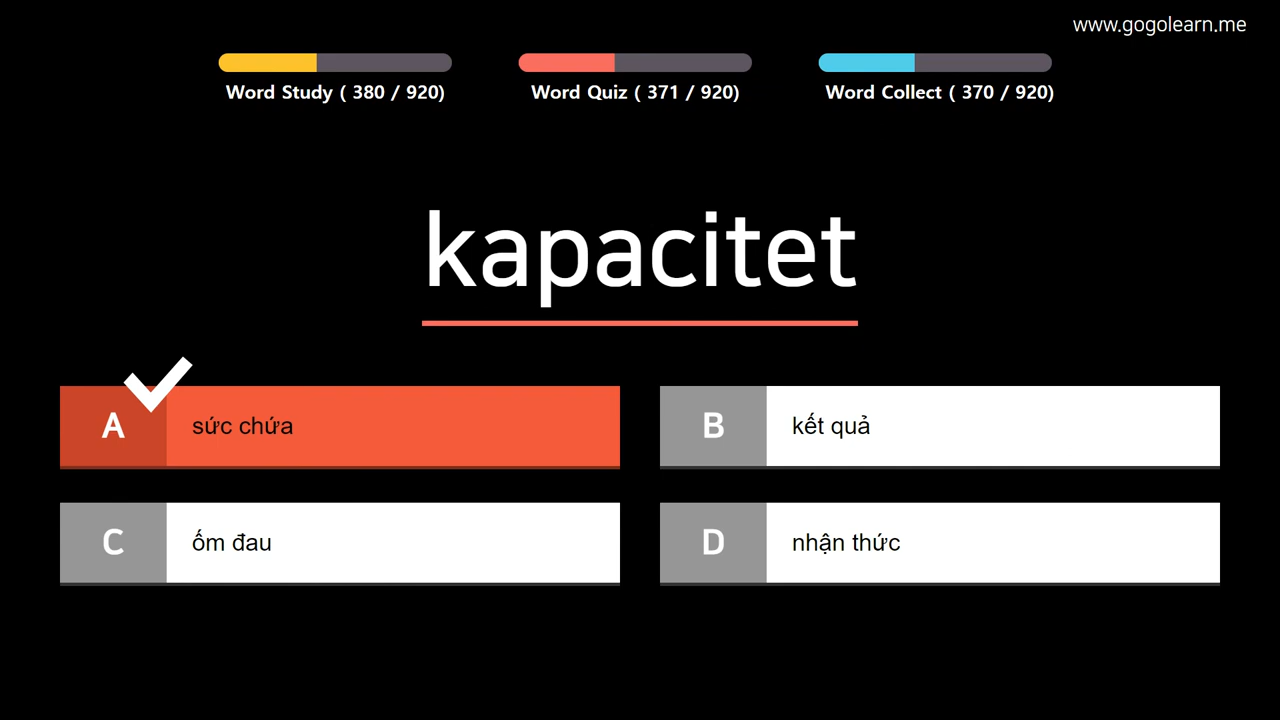 www.gogolearn.me
Word Study ( 380 / 920)
Word Quiz ( 371 / 920)
Word Collect ( 370 / 920)
kapacitet
A sức chứa
B kết quả
C ốm đau
D nhận thức